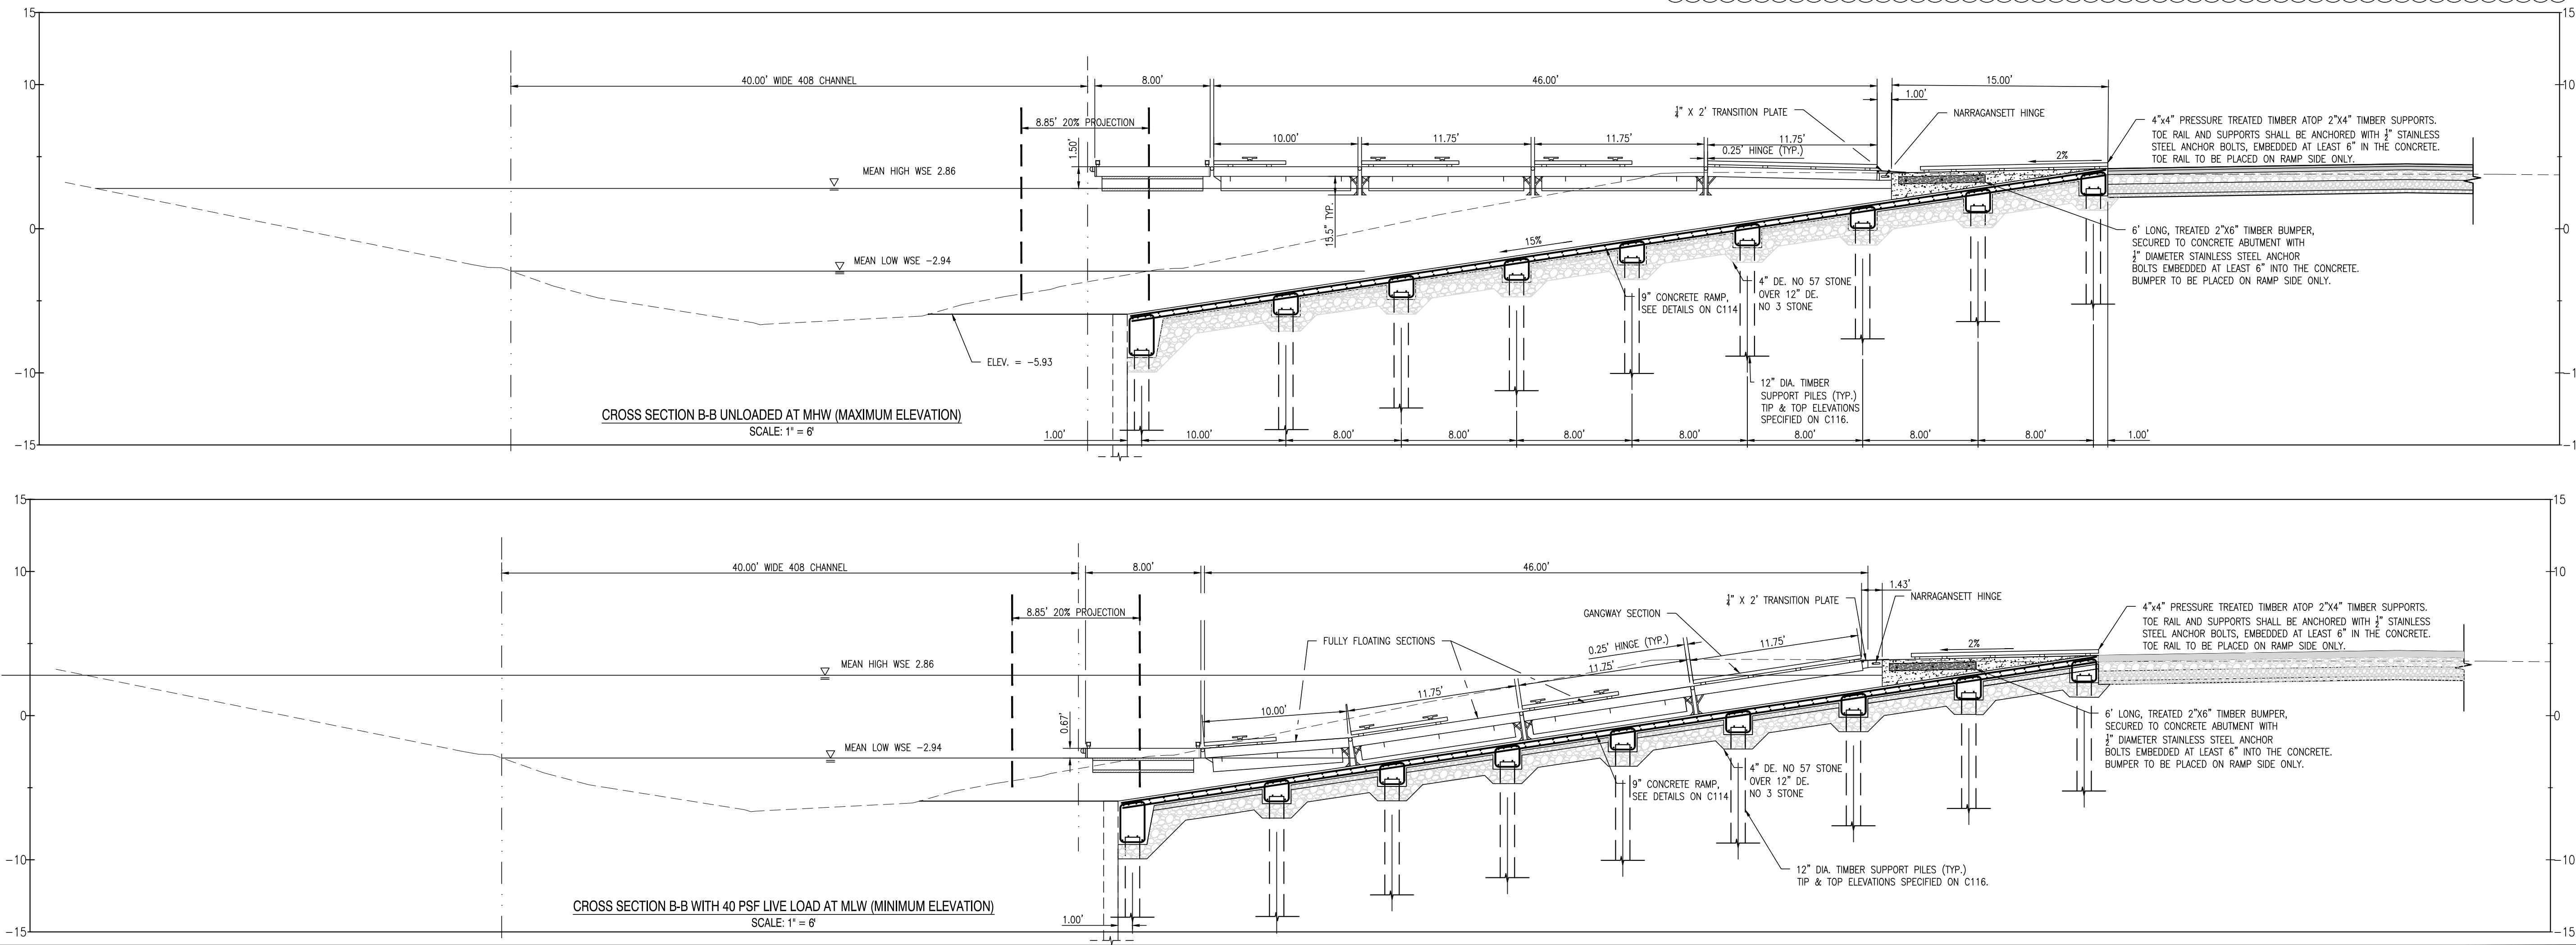 15
15
40.00' WIDE 408 CHANNEL
8.00'
46.00'
15.00'
10
10
1.00'
1/4" X 2' TRANSITION PLATE
NARRAGANSETT HINGE
8.85' 20% PROJECTION
1.50'
10.00'
11.75'
11.75'
11.75'
0.25' HINGE (TYP.)
4"x4" PRESSURE TREATED TIMBER ATOP 2"X4" TIMBER SUPPORTS.
TOE RAIL AND SUPPORTS SHALL BE ANCHORED WITH 1/2" STAINLESS
STEEL ANCHOR BOLTS, EMBEDDED AT LEAST 6" IN THE CONCRETE.
TOE RAIL TO BE PLACED ON RAMP SIDE ONLY.
2%
MEAN HIGH WSE 2.86
15.5" TYP.
0
0
15%
6' LONG, TREATED 2"X6" TIMBER BUMPER,
SECURED TO CONCRETE ABUTMENT WITH
1/2" DIAMETER STAINLESS STEEL ANCHOR
BOLTS EMBEDDED AT LEAST 6" INTO THE CONCRETE.
BUMPER TO BE PLACED ON RAMP SIDE ONLY.
MEAN LOW WSE -2.94
9" CONCRETE RAMP,
SEE DETAILS ON C114
4" DE. NO 57 STONE
OVER 12" DE.
NO 3 STONE
ELEV. = -5.93
-10
-1
12" DIA. TIMBER
SUPPORT PILES (TYP.)
TIP & TOP ELEVATIONS
SPECIFIED ON C116.
CROSS SECTION B-B UNLOADED AT MHW (MAXIMUM ELEVATION)
SCALE: 1" = 6'
1.00'
10.00'
8.00'
8.00'
8.00'
8.00'
8.00'
8.00'
8.00'
1.00'
-15
-1
15
15
40.00' WIDE 408 CHANNEL
8.00'
46.00'
10
10
1.43'
1/4" X 2' TRANSITION PLATE
NARRAGANSETT HINGE
GANGWAY SECTION
8.85' 20% PROJECTION
FULLY FLOATING SECTIONS
0.25' HINGE (TYP.)
11.75'
11.75'
11.75'
10.00'
4"x4" PRESSURE TREATED TIMBER ATOP 2"X4" TIMBER SUPPORTS.
TOE RAIL AND SUPPORTS SHALL BE ANCHORED WITH 1/2" STAINLESS
STEEL ANCHOR BOLTS, EMBEDDED AT LEAST 6" IN THE CONCRETE.
TOE RAIL TO BE PLACED ON RAMP SIDE ONLY.
2%
MEAN HIGH WSE 2.86
0.67'
0
0
6' LONG, TREATED 2"X6" TIMBER BUMPER,
SECURED TO CONCRETE ABUTMENT WITH
1/2" DIAMETER STAINLESS STEEL ANCHOR
BOLTS EMBEDDED AT LEAST 6" INTO THE CONCRETE.
BUMPER TO BE PLACED ON RAMP SIDE ONLY.
MEAN LOW WSE -2.94
9" CONCRETE RAMP,
SEE DETAILS ON C114
4" DE. NO 57 STONE
OVER 12" DE.
NO 3 STONE
-10
-10
12" DIA. TIMBER SUPPORT PILES (TYP.)
TIP & TOP ELEVATIONS SPECIFIED ON C116.
CROSS SECTION B-B WITH 40 PSF LIVE LOAD AT MLW (MINIMUM ELEVATION)
SCALE: 1" = 6'
1.00'
-15
-15